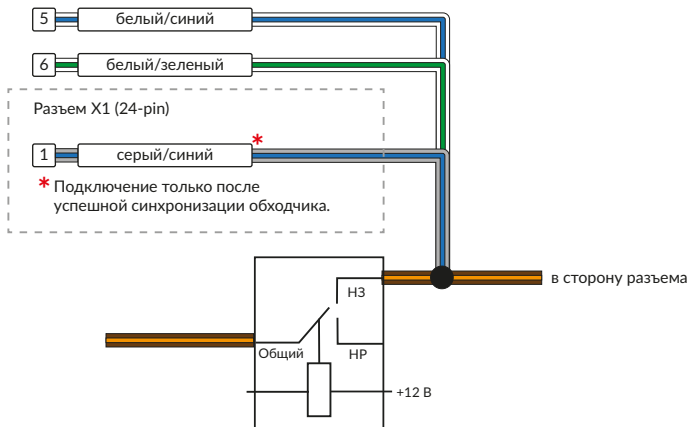 5 белый/синий
6 белый/зеленый
Разъем X1 (24-pin)
1 серый/синий *
* Подключение только после
успешной синхронизации обходчика.
в сторону разъема
НЗ
Общий НР
+12 В